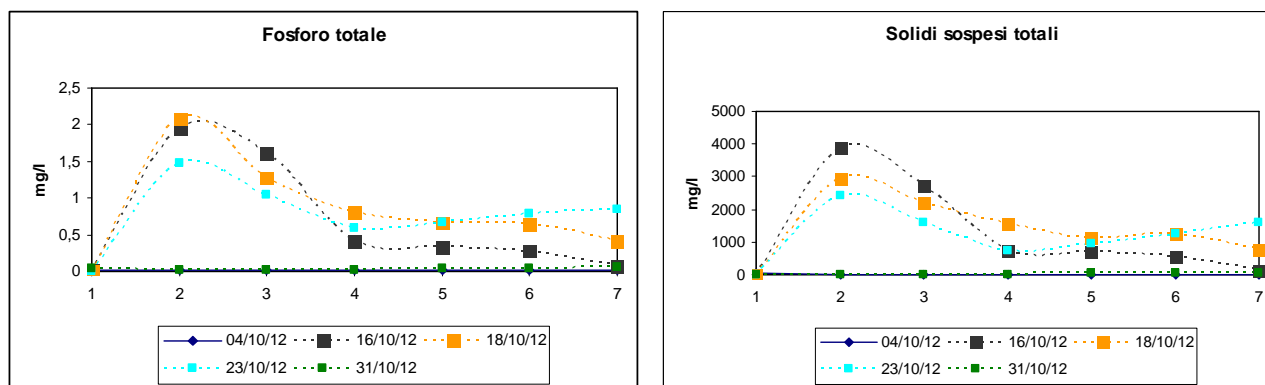 Fosforo totale
mg/l
2,5
2
1,5
1
0,5
0
1 2 3 4 5 6 7
04/10/12 16/10/12 18/10/12
23/10/12 31/10/12
Solidi sospesi totali
mg/l
5000
4000
3000
2000
1000
0
1 2 3 4 5 6 7
04/10/12 16/10/12 18/10/12
23/10/12 31/10/12